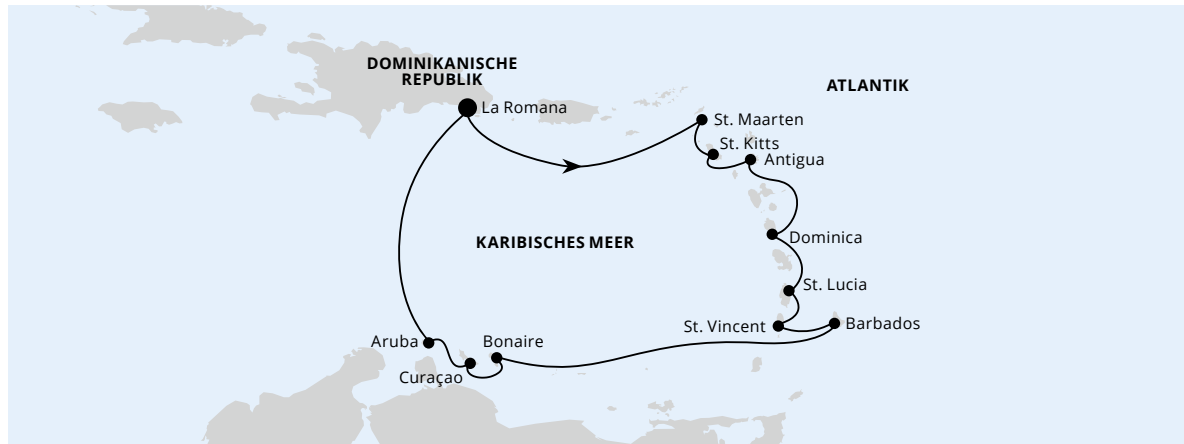 DOMINIKANISCHE
REPUBLIK
ATLANTIK
La Romana
St. Maarten
St. Kitts
Antigua
Dominica
KARIBISCHES MEER
St. Lucia
St. Vincent
Barbados
Aruba
Bonaire
Curaçao